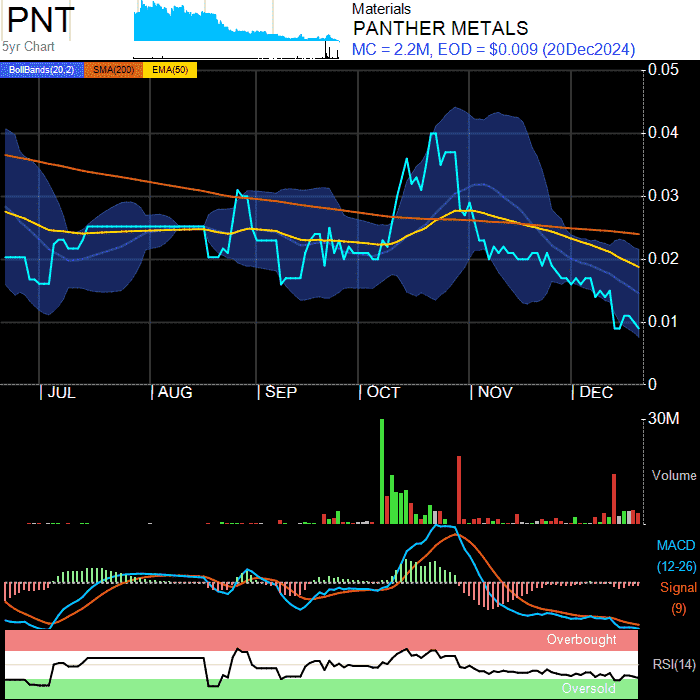 PNT
5yr Chart
Materials
PANTHER METALS
MC = 2.2M, EOD = $0.009 (20Dec2024)
BollBands(20,2) SMA(200) EMA(50)
0.05
0.04
0.03
0.02
0.01
0
JUL AUG SEP OCT NOV DEC
30M
Volume
MACD
(12-26)
Signal
(9)
Overbought
RSI(14)
Oversold